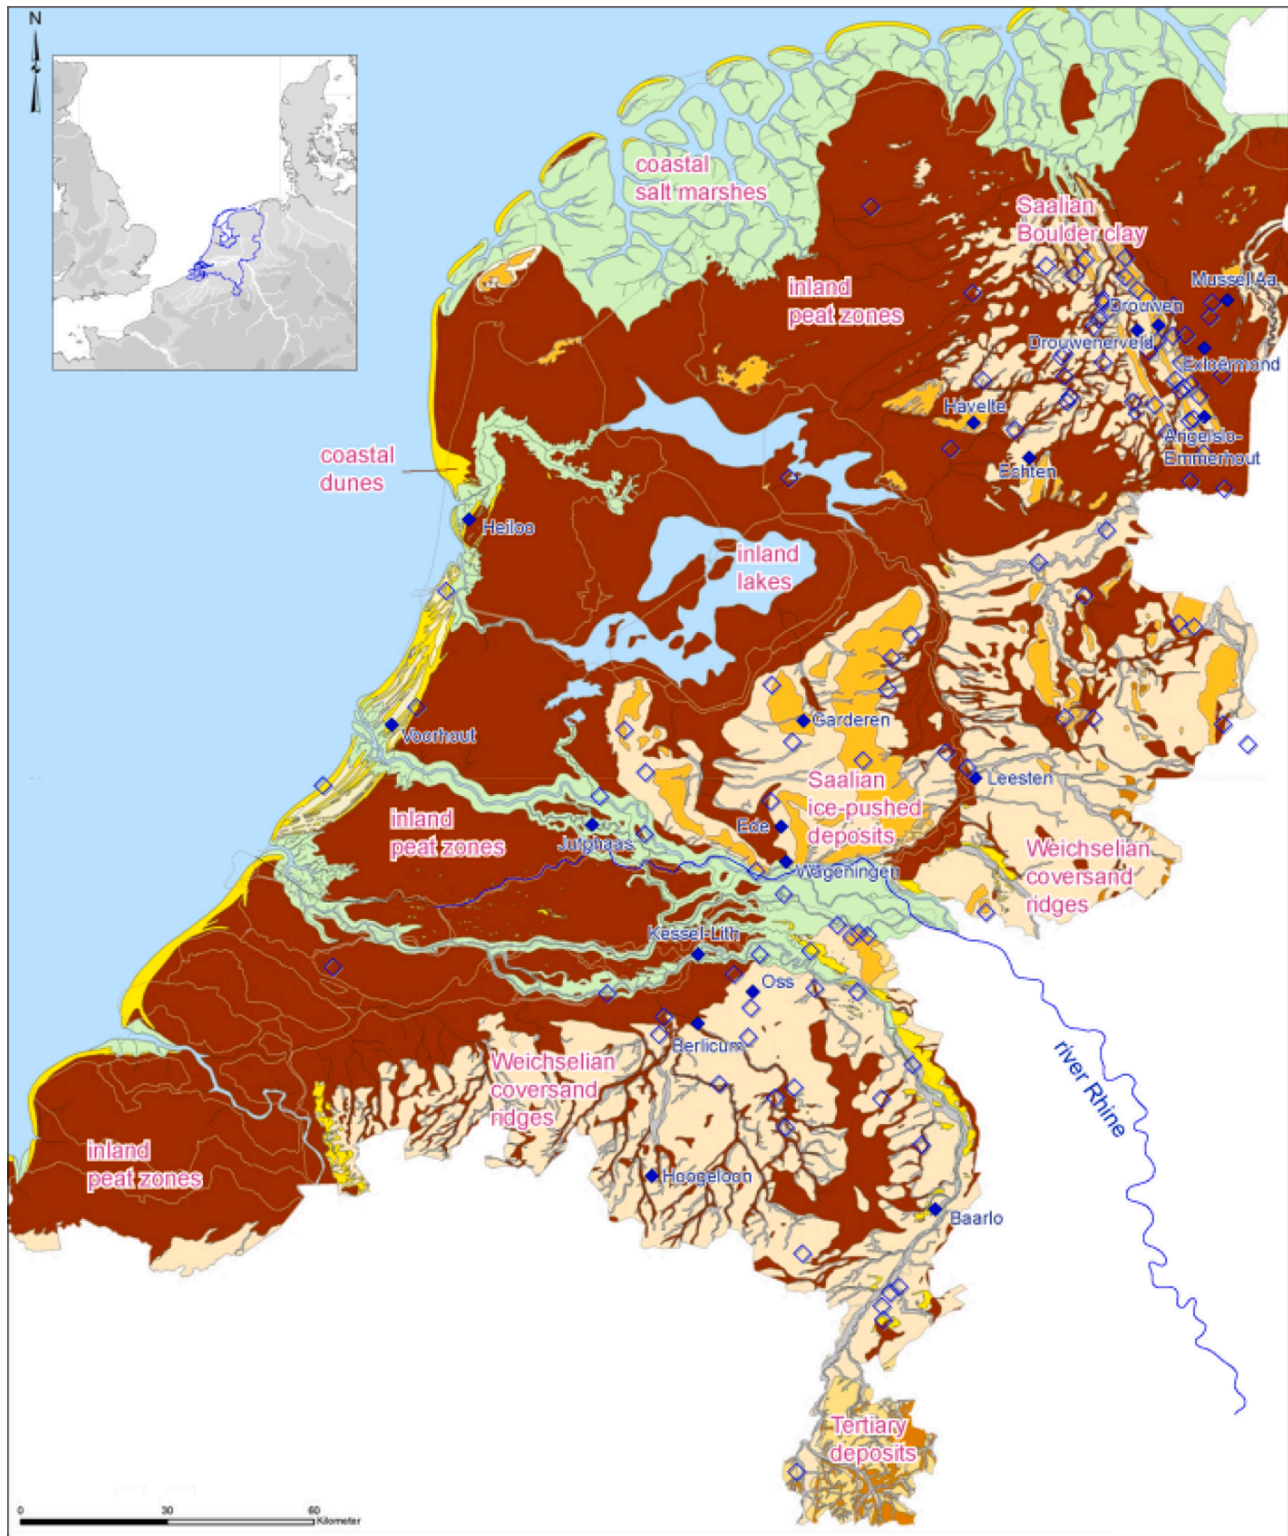 N
coastal
salt marshes
Saalian
Boulder clay
inland
peat zones
Mussel Aa
Drouwen
Drouwenerveld
Exloërmond
Havelte
Angelslo-
Emmerhout
Echten
coastal
dunes
Heiloo
inland
lakes
Voorhout
Garderen
Saalian
ice-pushed
deposits
Leesten
inland
peat zones
Jutphaas
Ede
Wageningen
Weichselian
coversand
ridges
Kessel-Lith
Oss
Berlicum
Weichselian
coversand
ridges
river Rhine
inland
peat zones
Hoogeloon
Baarlo
Tertiary
deposits
0 30 60
Kilometer